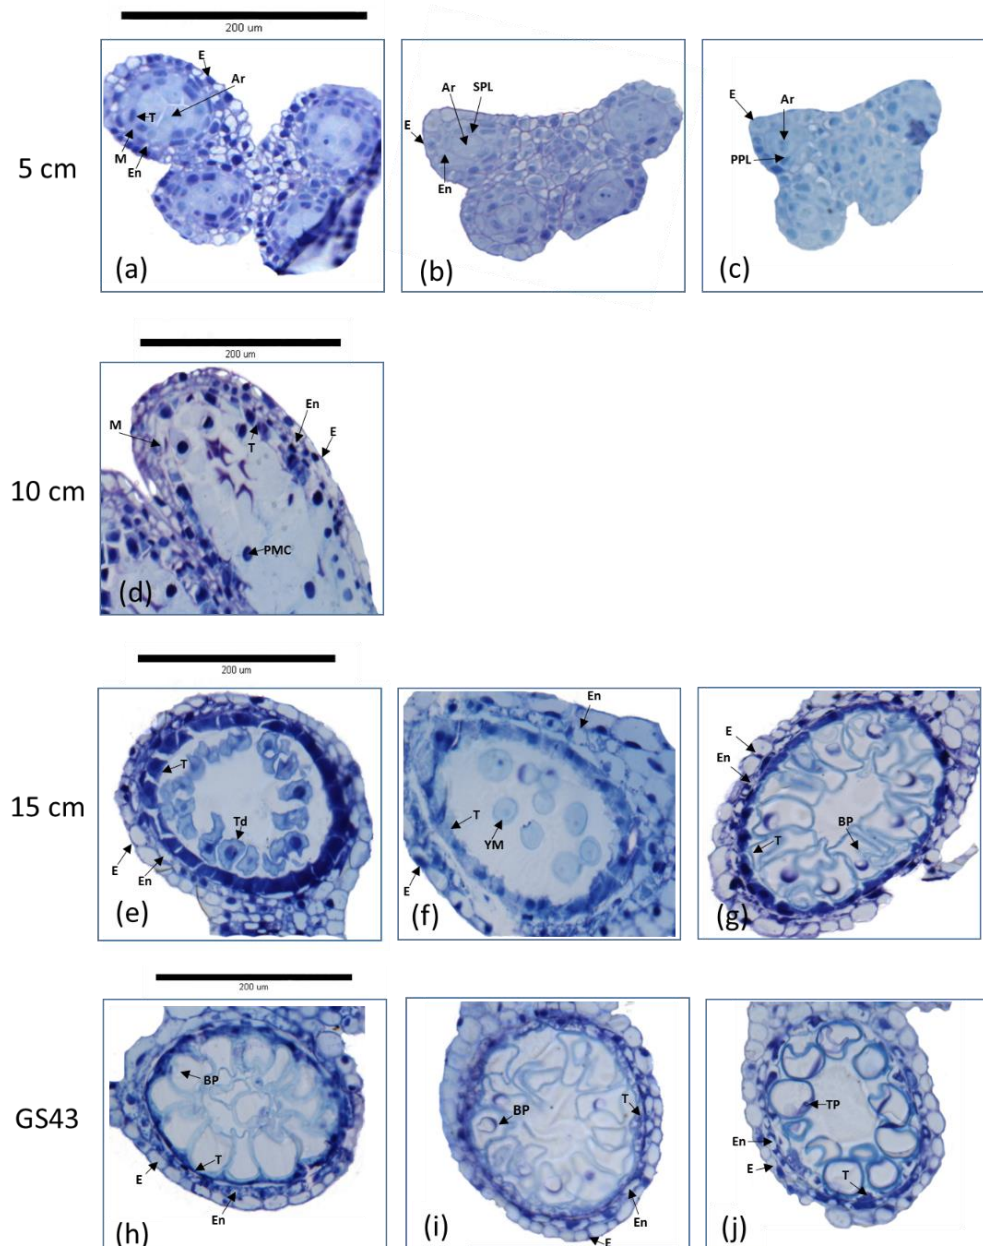 200 um
E
Ar
T
M
En
(a)
Ar
SPL
E
En
(b)
E
Ar
PPL
(c)
5 cm
200 um
En
M
E
T
PMC
(d)
10 cm
200 um
T
Td
E
En
(e)
En
T
YM
E
(f)
E
En
BP
T
(g)
15 cm
200 um
BP
T
E
En
(h)
T
BP
En
E
(i)
TP
En
E
T
(j)
GS43